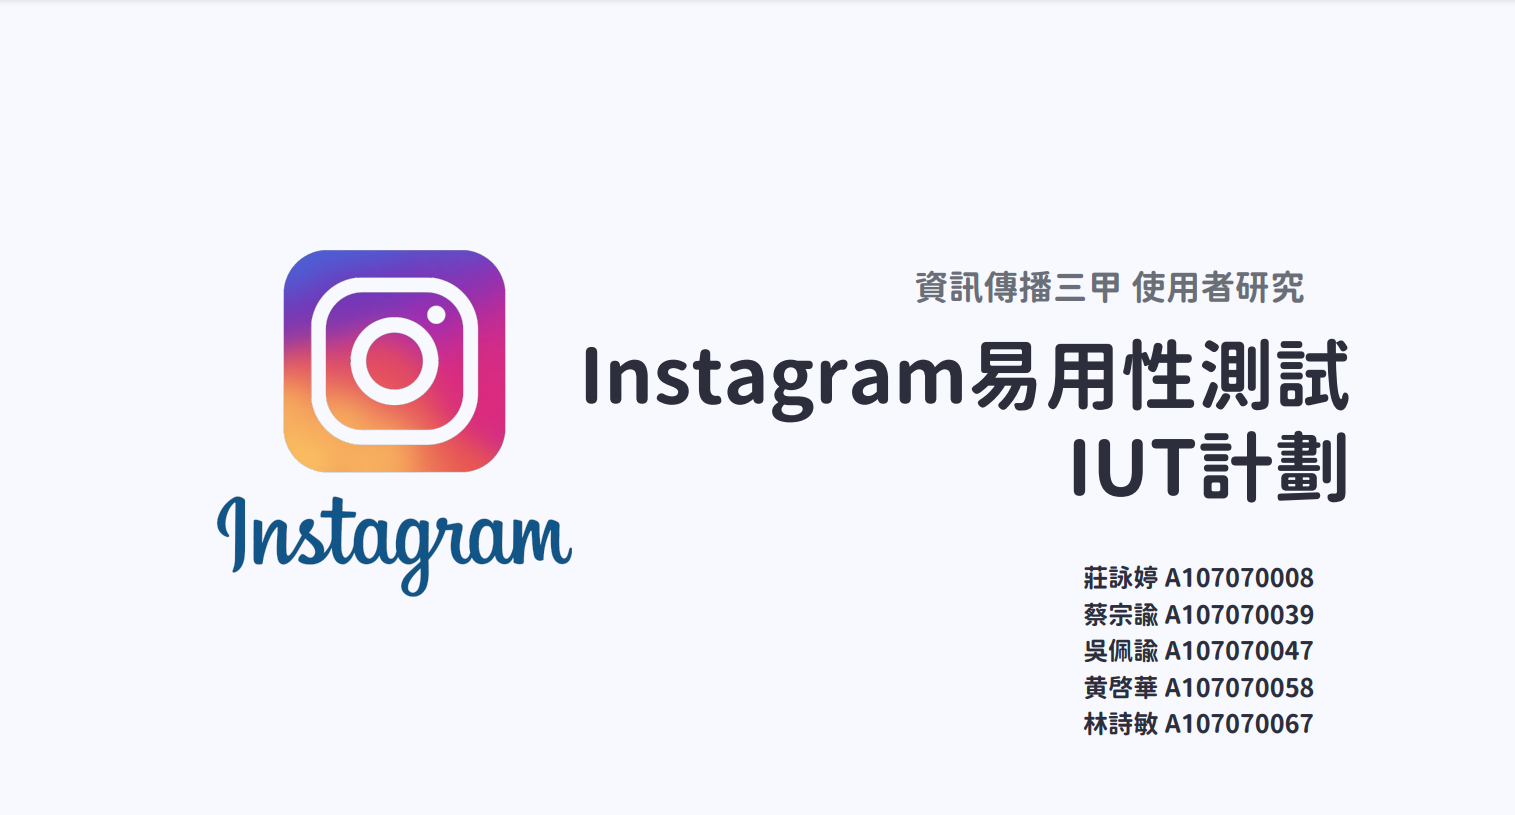 Instagram
資訊傳播三甲 使用者研究
Instagram易用性測試
IUT計劃
莊詠婷 A107070008
蔡宗諭 A107070039
吳佩諭 A107070047
黄啓華 A107070058
林詩敏 A107070067